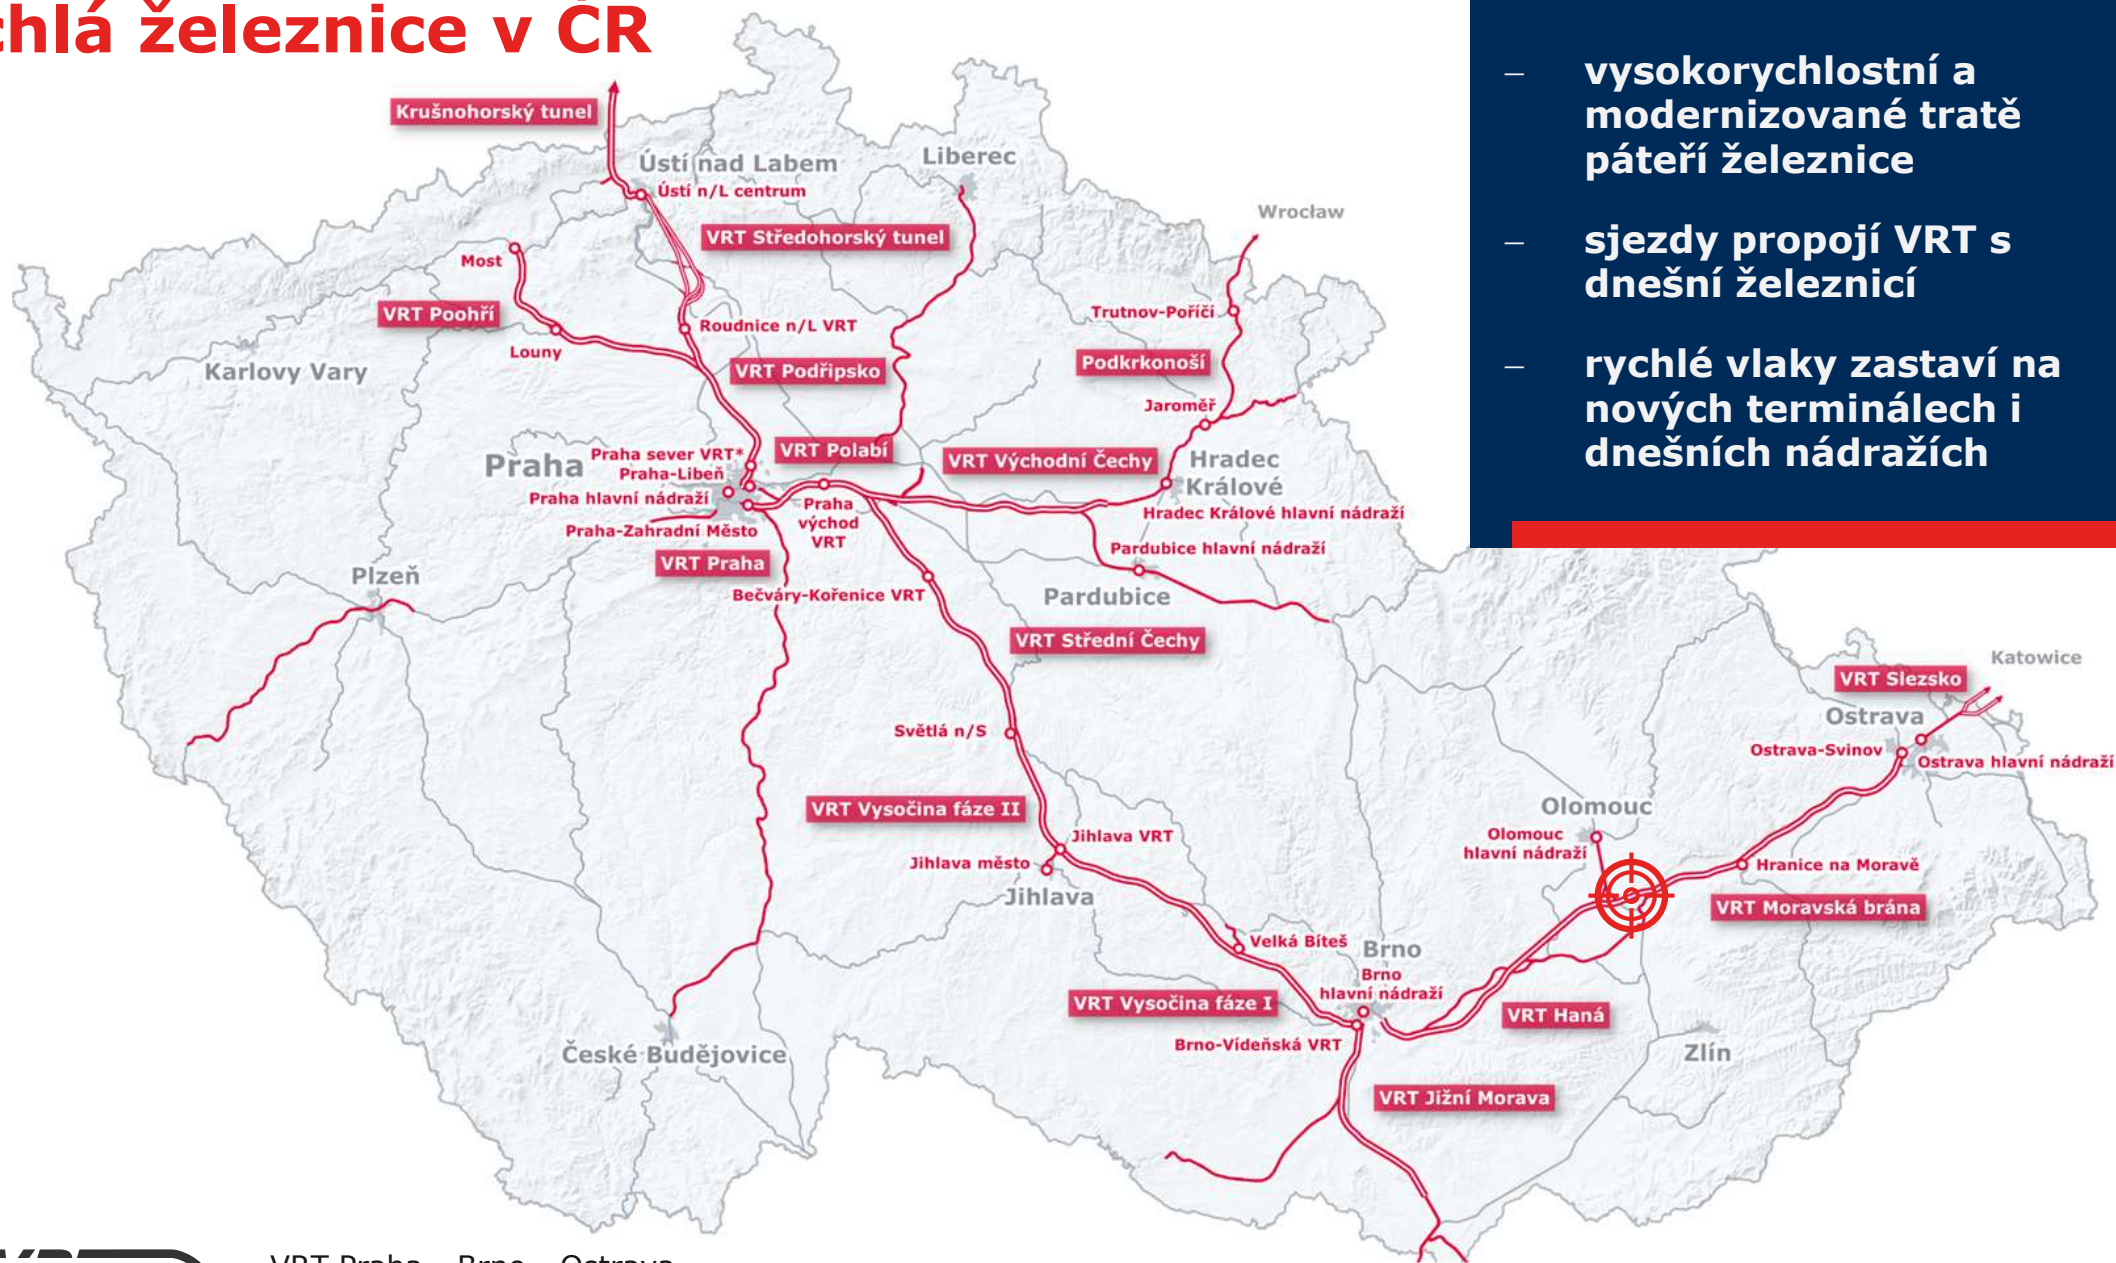 chlá železnice v ČR
– vysokorychlostní a
modernizované tratě
páteří železnice
– sjezdy propojí VRT s
dnešní železnicí
– rychlé vlaky zastaví na
nových terminálech i
dnešních nádražích
Krušnohorský tunel
Ústí nad Labem
Ústí n/L centrum
Liberec
VRT Středohorský tunel
Wrocław
Most
VRT Poohří
Louny
Roudnice n/L VRT
Trutnov-Poříčí
Karlovy Vary
VRT Podřipsko
Podkrkonoší
Jaroměř
VRT Polabí
VRT Východní Čechy
Hradec
Králové
Hradec Králové hlavní nádraží
Praha
Praha sever VRT*
Praha-Libeň
Praha hlavní nádraží
Praha-Zahradní Město
Praha
východ
VRT
VRT Praha
Pardubice hlavní nádraží
Plzeň
Bečváry-Kořenice VRT
Pardubice
VRT Střední Čechy
Katowice
VRT Slezsko
Ostrava
Ostrava-Svinov
Ostrava hlavní nádraží
Světlá n/S
VRT Vysočina fáze II
Jihlava VRT
Jihlava město
Jihlava
Olomouc
Olomouc
hlavní nádraží
Hranice na Moravě
VRT Moravská brána
Velká Bíteš
Brno
Brno
hlavní nádraží
VRT Vysočina fáze I
Brno-Vídeňská VRT
VRT Haná
Zlín
České Budějovice
VRT Jižní Morava
VRT Praha – Brno – Ostrava